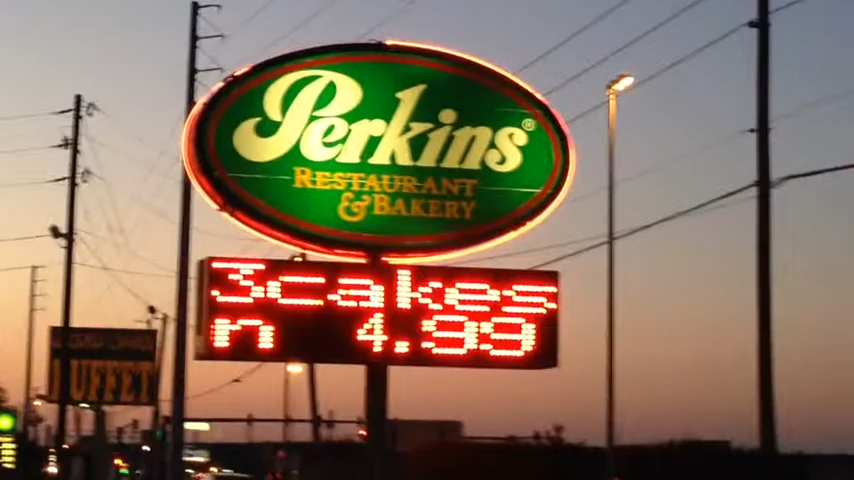 Perkins®
RESTAURANT
& BAKERY
3cakes
n 4.99
BUFFET